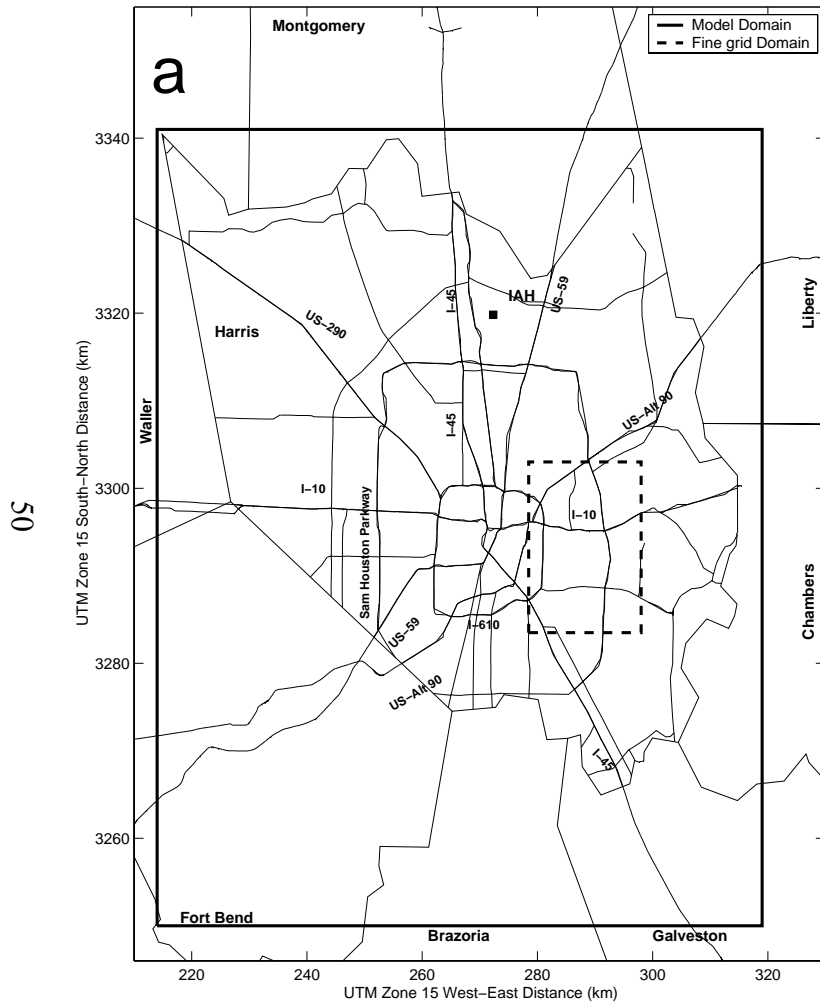 Montgomery
Model Domain
Fine grid Domain
a
3340
IAH
US−59
I−45
3320
Liberty
US−290
Harris
US−Alt 90
I−45
Waller
3300
I−10
I−10
Sam Houston Parkway
50
UTM Zone 15 South−North Distance (km)
I−610
US−59
Chambers
3280
US−Alt 90
I−45
3260
Fort Bend
Brazoria
Galveston
220
240
260
280
300
320
UTM Zone 15 West−East Distance (km)